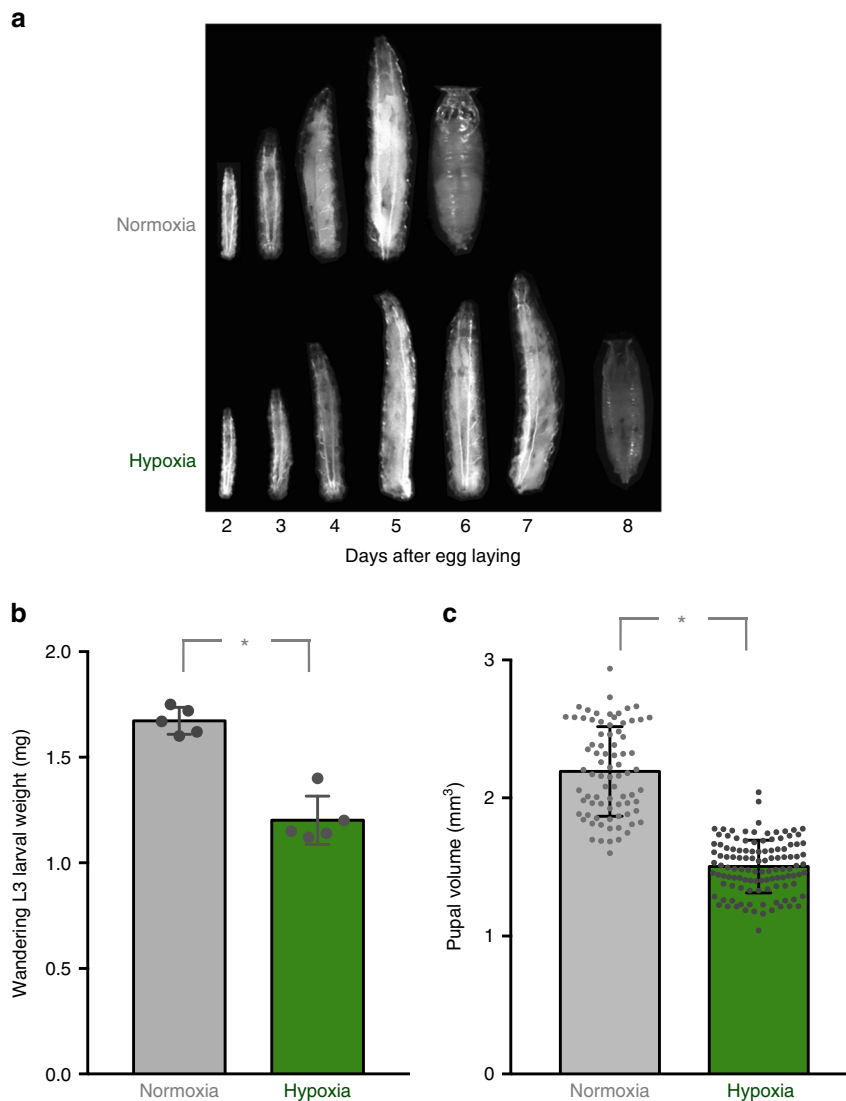 a
Normoxia
Hypoxia
2 3 4 5 6 7 8
Days after egg laying
b
Wandering L3 larval weight (mg)
2.0
1.5
1.0
0.5
0.0
*
Normoxia Hypoxia
c
Pupal volume (mm³)
3
2
1
0
*
Normoxia Hypoxia